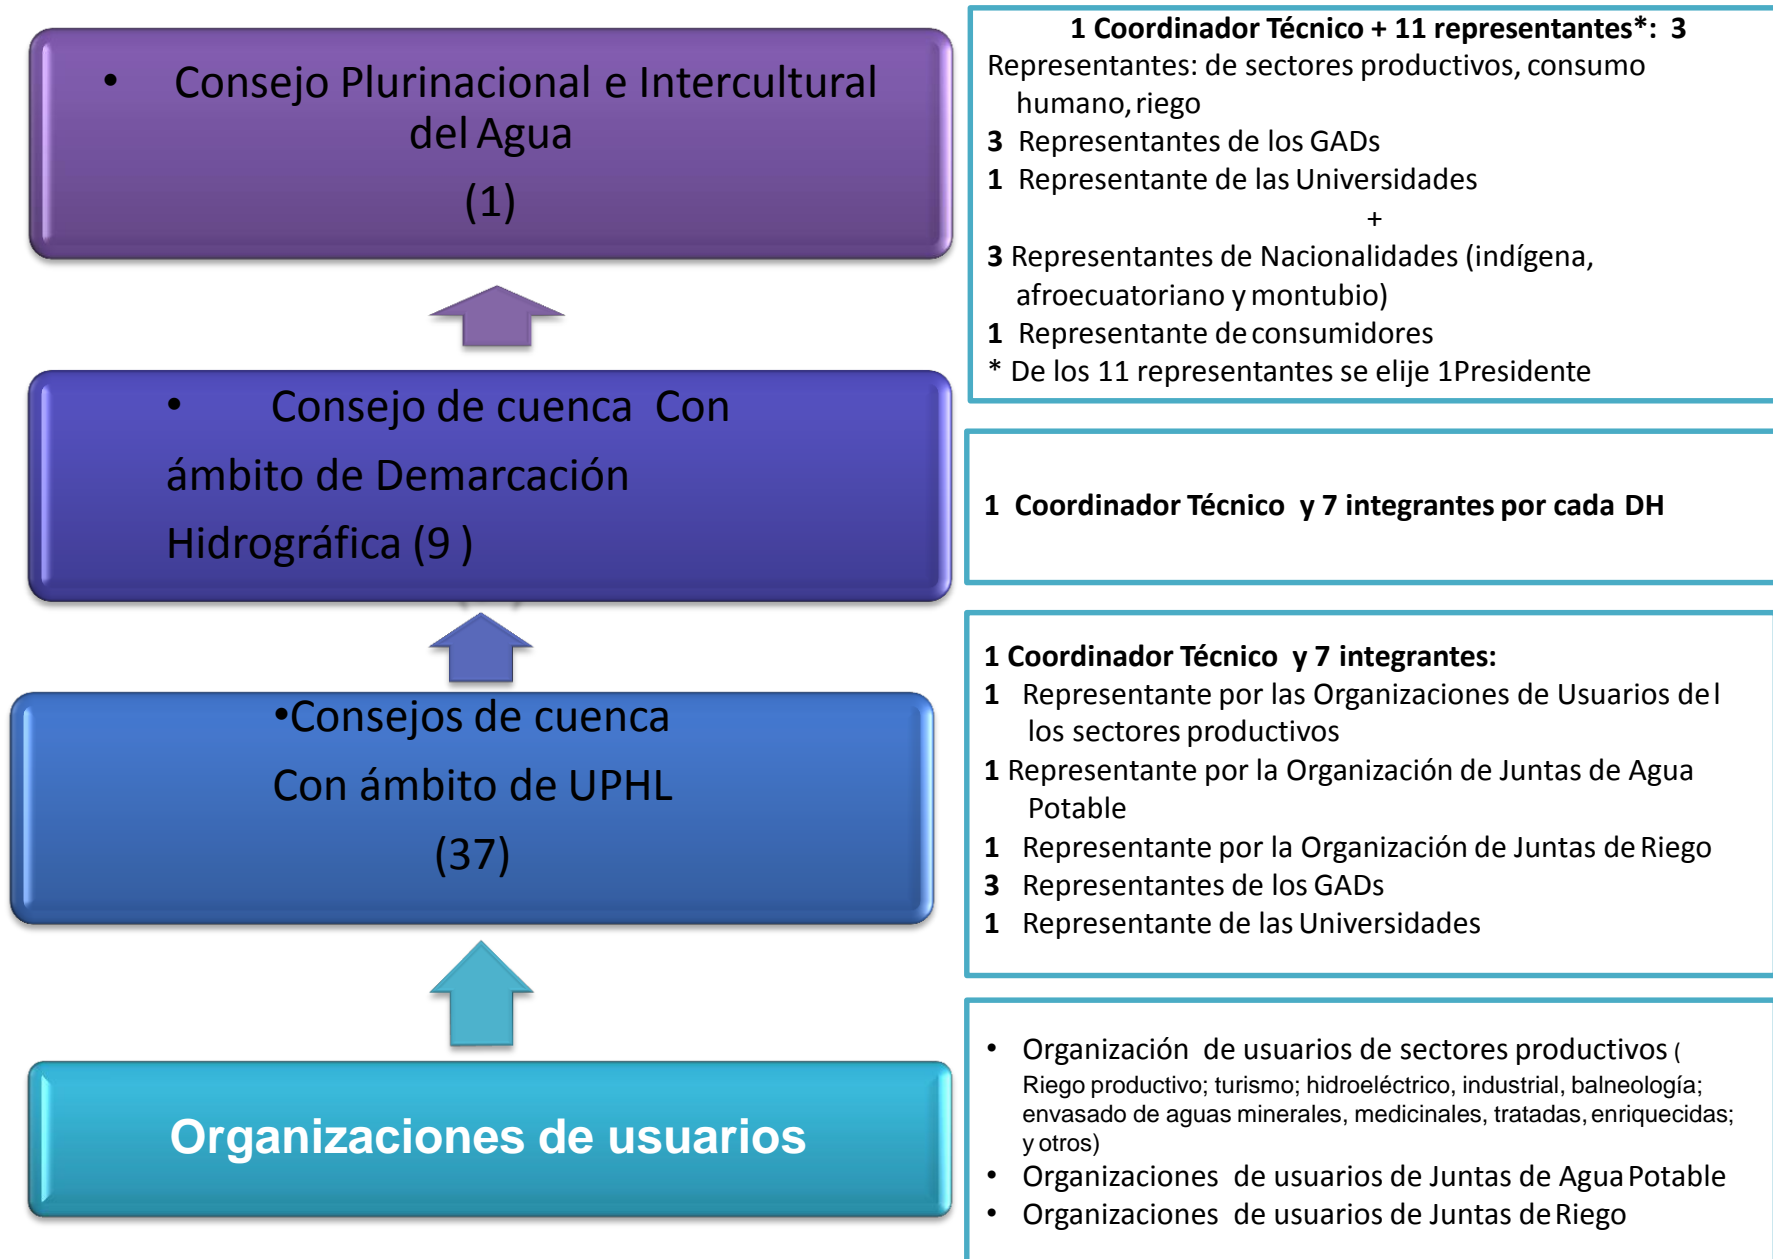 • Consejo Plurinacional e Intercultural
del Agua
(1)
1 Coordinador Técnico + 11 representantes*: 3
Representantes: de sectores productivos, consumo
humano, riego
3 Representantes de los GADs
1 Representante de las Universidades
+
3 Representantes de Nacionalidades (indígena,
afroecuatoriano y montubio)
1 Representante de consumidores
* De los 11 representantes se elije 1Presidente
• Consejo de cuenca Con
ámbito de Demarcación
Hidrográfica (9 )
1 Coordinador Técnico y 7 integrantes por cada DH
•Consejos de cuenca
Con ámbito de UPHL
(37)
1 Coordinador Técnico y 7 integrantes:
1 Representante por las Organizaciones de Usuarios del
los sectores productivos
1 Representante por la Organización de Juntas de Agua
Potable
1 Representante por la Organización de Juntas de Riego
3 Representantes de los GADs
1 Representante de las Universidades
Organizaciones de usuarios
• Organización de usuarios de sectores productivos (
Riego productivo; turismo; hidroeléctrico, industrial, balneología;
envasado de aguas minerales, medicinales, tratadas, enriquecidas;
y otros)
• Organizaciones de usuarios de Juntas de Agua Potable
• Organizaciones de usuarios de Juntas de Riego